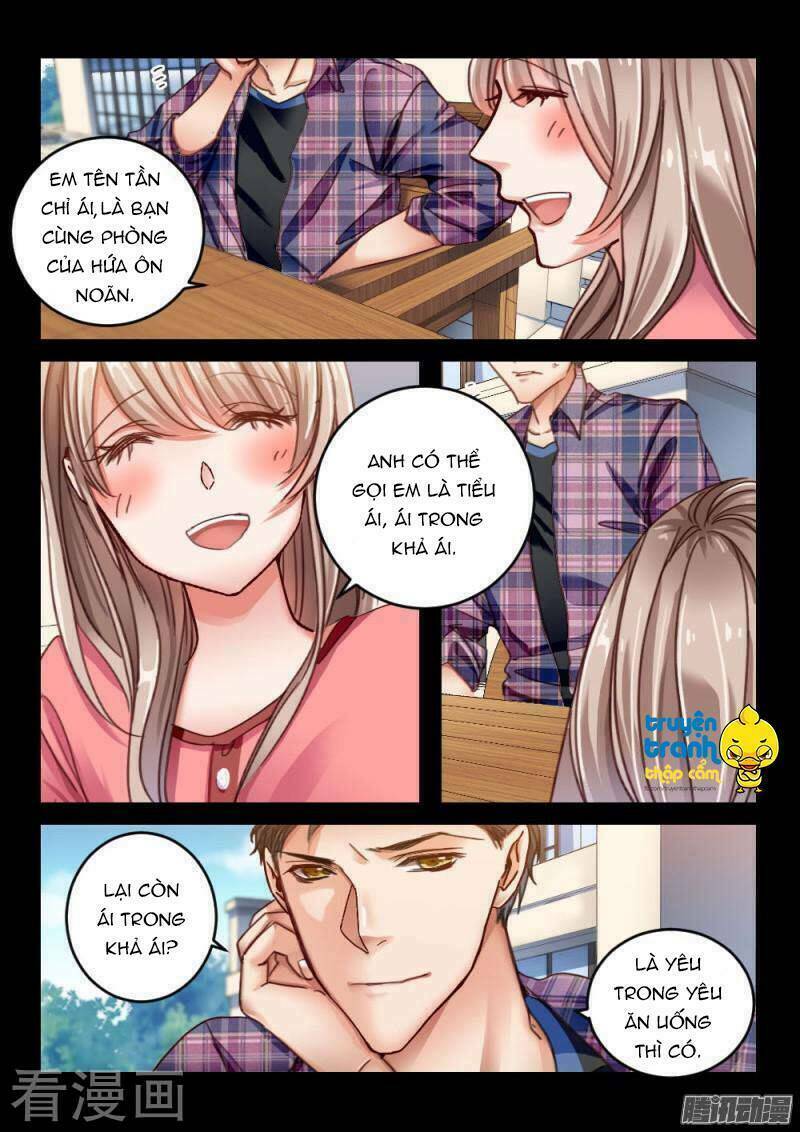 EM TÊN TẦN
CHỈ ÁI,LÀ BẠN
CÙNG PHÒNG
CỦA HỨA ÔN
NOÃN.
ANH CÓ THỂ
GỌI EM LÀ TIỂU
ÁI, ÁI TRONG
KHẢ ÁI.
truyện
tranh
thập cẩm
LẠI CÒN
ÁI TRONG
KHẢ ÁI?
LÀ YÊU
TRONG YÊU
ĂN UỐNG
THÌ CÓ.
看漫画
腾讯动漫